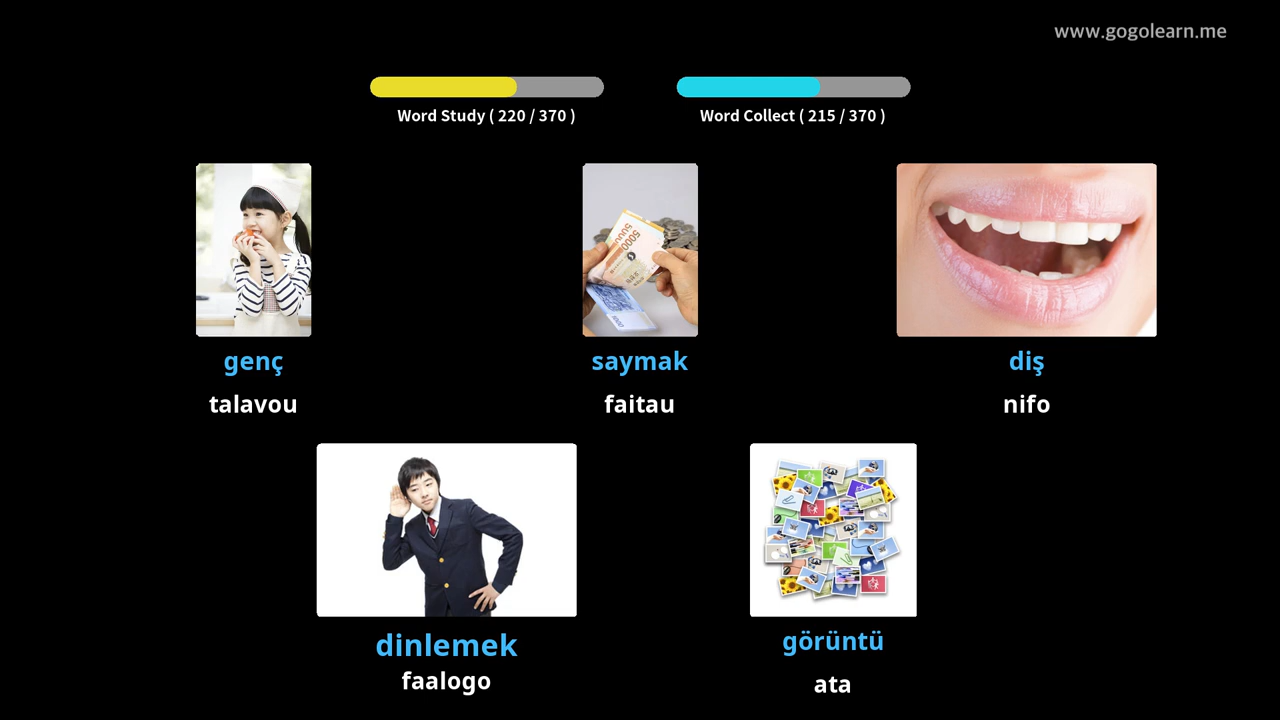 www.gogolearn.me
Word Study ( 220 / 370 )
Word Collect ( 215 / 370 )
genç
talavou
saymak
faitau
diş
nifo
dinlemek
faalogo
görüntü
ata